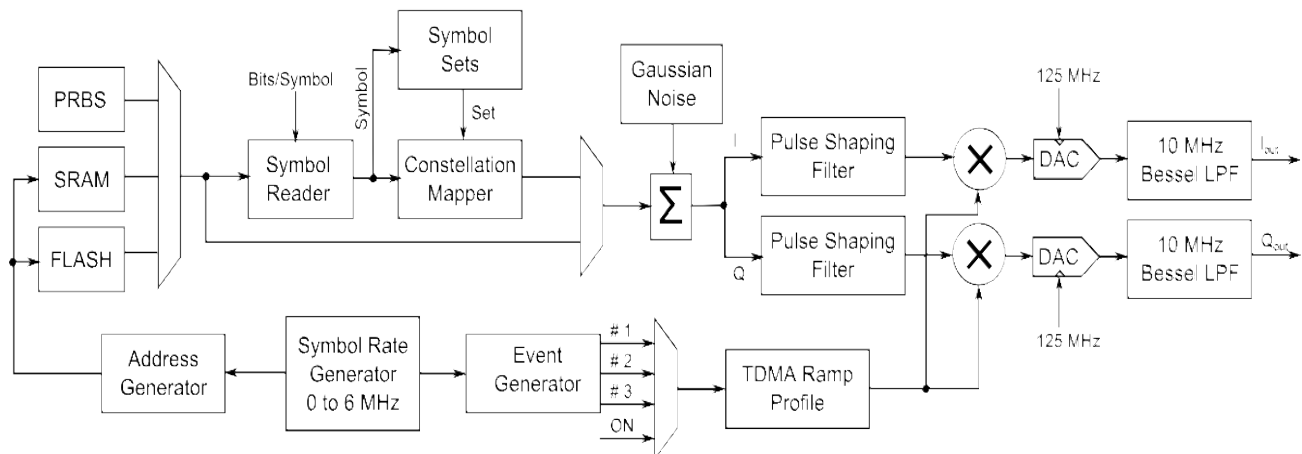 Symbol
Sets
Gaussian
Noise
Bits/Symbol
Symbol
Set
125 MHz
PRBS
I
Pulse Shaping
Filter
X
DAC
10 MHz
Bessel LPF
Iout
SRAM
Symbol
Reader
Constellation
Mapper
Σ
FLASH
Q
Pulse Shaping
Filter
X
DAC
10 MHz
Bessel LPF
Qout
125 MHz
Address
Generator
Symbol Rate
Generator
0 to 6 MHz
Event
Generator
# 1
# 2
# 3
ON
TDMA Ramp
Profile